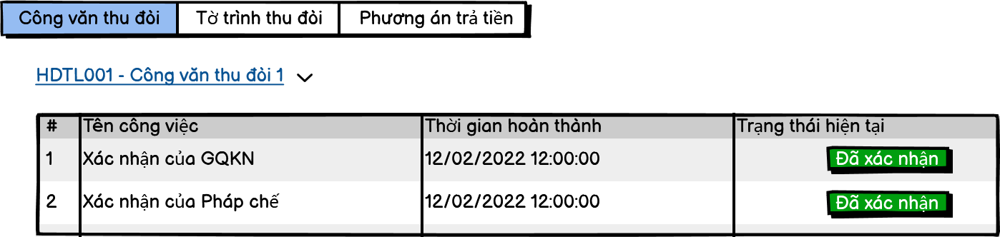 Công văn thu đòi Tờ trình thu đòi Phương án trả tiền
HDTL001 - Công văn thu đòi 1
# Tên công việc Thời gian hoàn thành Trạng thái hiện tại
1 Xác nhận của GQKN 12/02/2022 12:00:00 Đã xác nhận
2 Xác nhận của Pháp chế 12/02/2022 12:00:00 Đã xác nhận